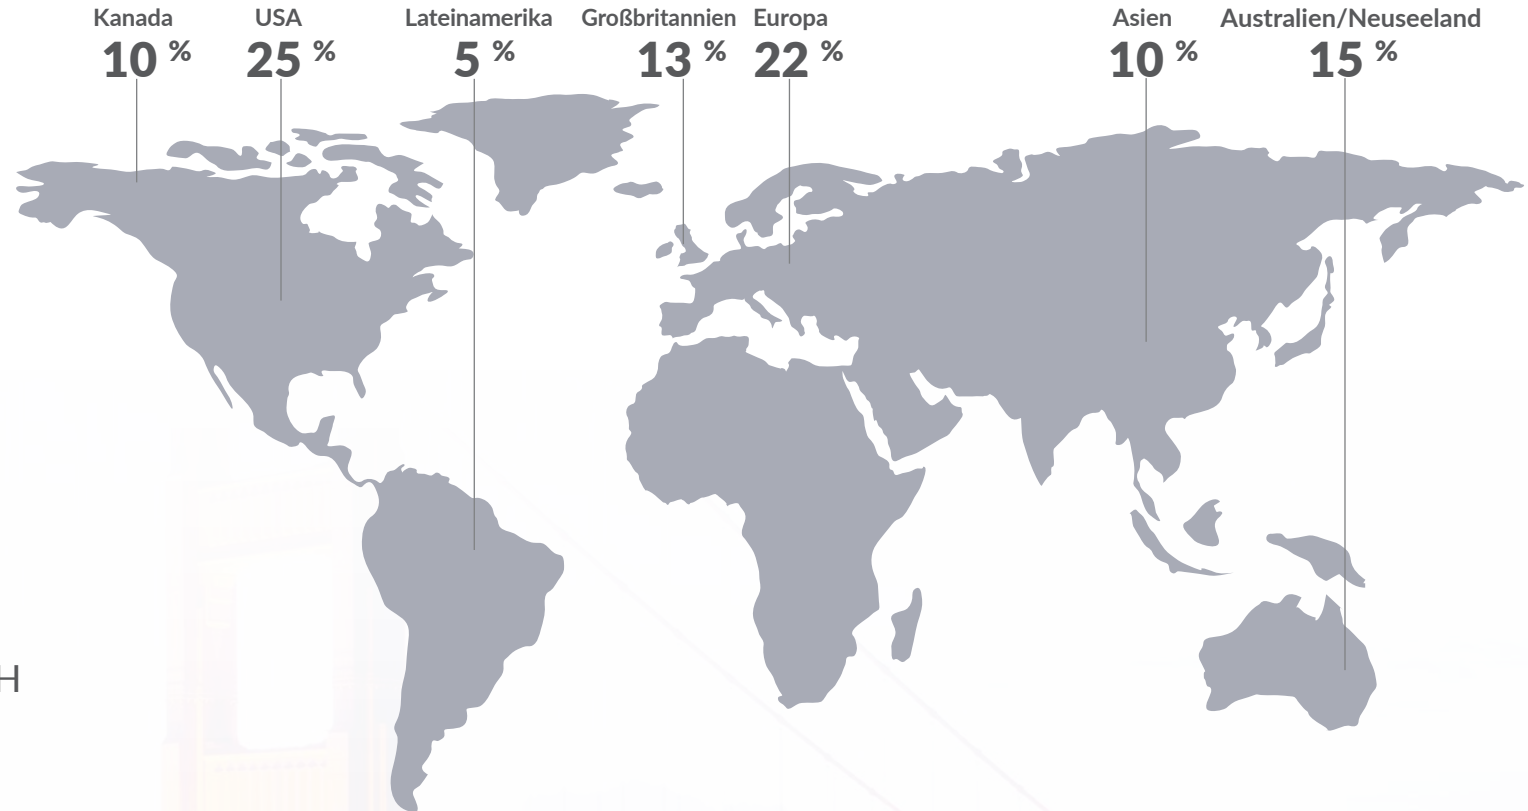 Kanada USA Lateinamerika Großbritannien Europa Asien Australien/Neuseeland
10 % 25 % 5 % 13 % 22 % 10 % 15 %
H